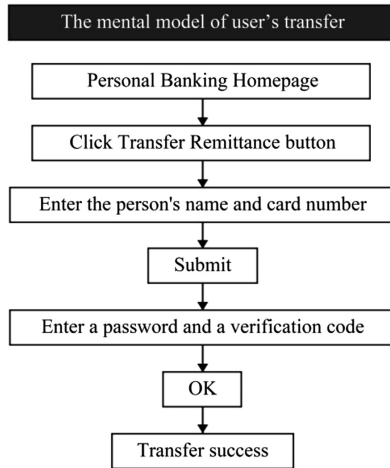 The mental model of user’s transfer
Personal Banking Homepage
Click Transfer Remittance button
Enter the person's name and card number
Submit
Enter a password and a verification code
OK
Transfer success